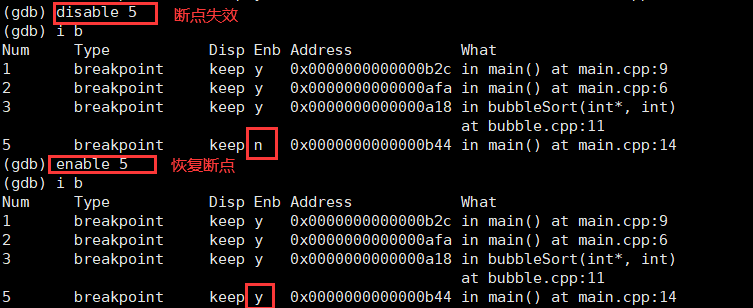 (gdb) disable 5 断点失效
(gdb) i b
Num Type Disp Enb Address What
1 breakpoint keep y 0x0000000000000b2c in main() at main.cpp:9
2 breakpoint keep y 0x0000000000000afa in main() at main.cpp:6
3 breakpoint keep y 0x0000000000000a18 in bubbleSort(int*, int)
at bubble.cpp:11
5 breakpoint keep n 0x0000000000000b44 in main() at main.cpp:14
(gdb) enable 5 恢复断点
(gdb) i b
Num Type Disp Enb Address What
1 breakpoint keep y 0x0000000000000b2c in main() at main.cpp:9
2 breakpoint keep y 0x0000000000000afa in main() at main.cpp:6
3 breakpoint keep y 0x0000000000000a18 in bubbleSort(int*, int)
at bubble.cpp:11
5 breakpoint keep y 0x0000000000000b44 in main() at main.cpp:14